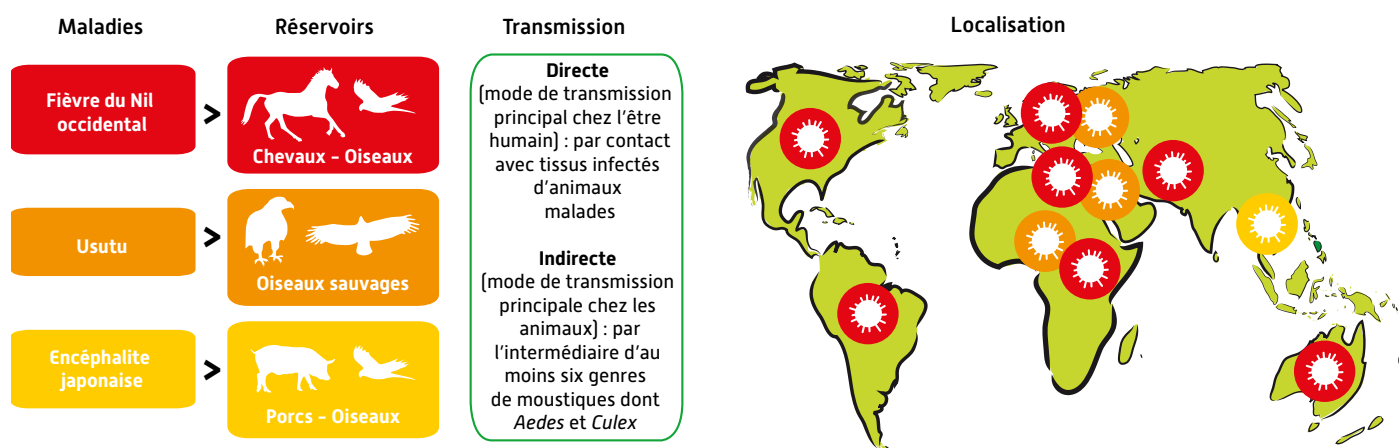 Maladies
Réservoirs
Transmission
Localisation
Fièvre du Nil
occidental
>
Chevaux – Oiseaux
Usutu
>
Oiseaux sauvages
Encéphalite
japonaise
>
Porcs – Oiseaux
Directe
(mode de transmission
principal chez l'être
humain) : par contact
avec tissus infectés
d'animaux
malades
Indirecte
(mode de transmission
principale chez les
animaux) : par
l'intermédiaire d'au
moins six genres
de moustiques dont
Aedes et Culex